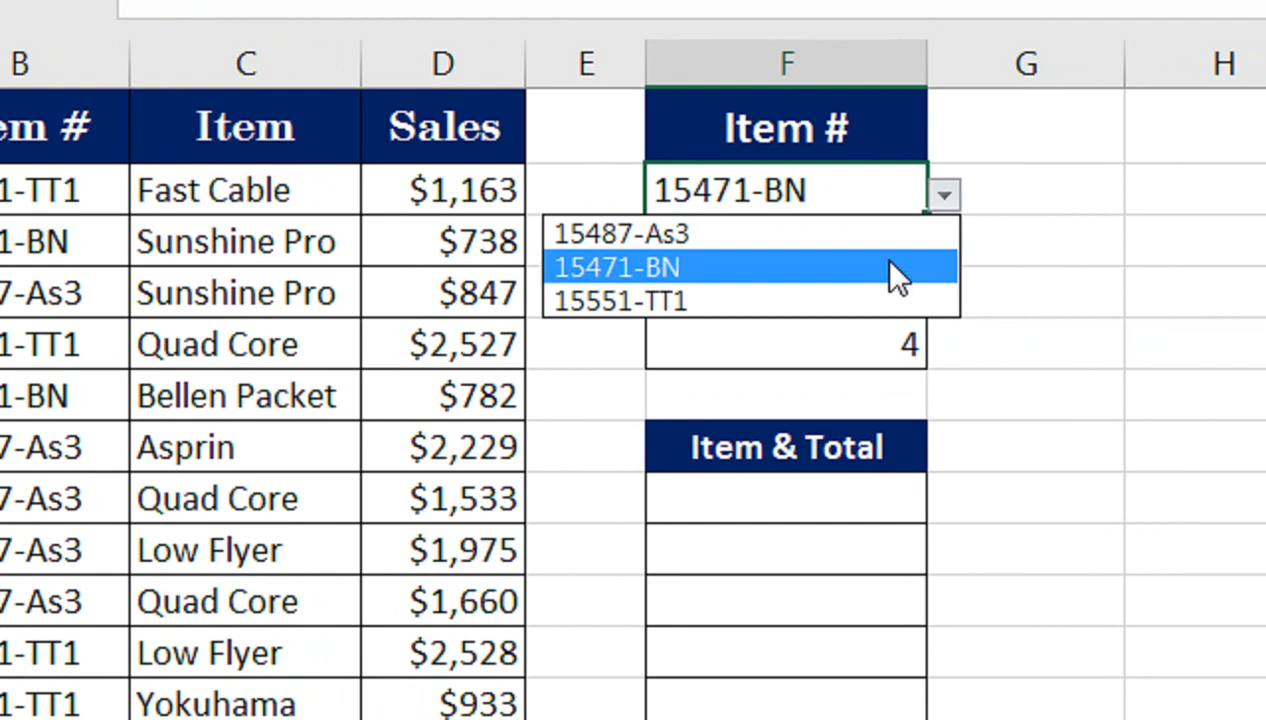 B C D E F G H
em # Item Sales Item #
1-TT1 Fast Cable $1,163 15471-BN
1-BN Sunshine Pro $738 15487-As3
15471-BN
7-As3 Sunshine Pro $847 15551-TT1
1-TT1 Quad Core $2,527 4
1-BN Bellen Packet $782
7-As3 Asprin $2,229 Item & Total
7-As3 Quad Core $1,533
7-As3 Low Flyer $1,975
7-As3 Quad Core $1,660
1-TT1 Low Flyer $2,528
1-TT1 Yokuhama $933